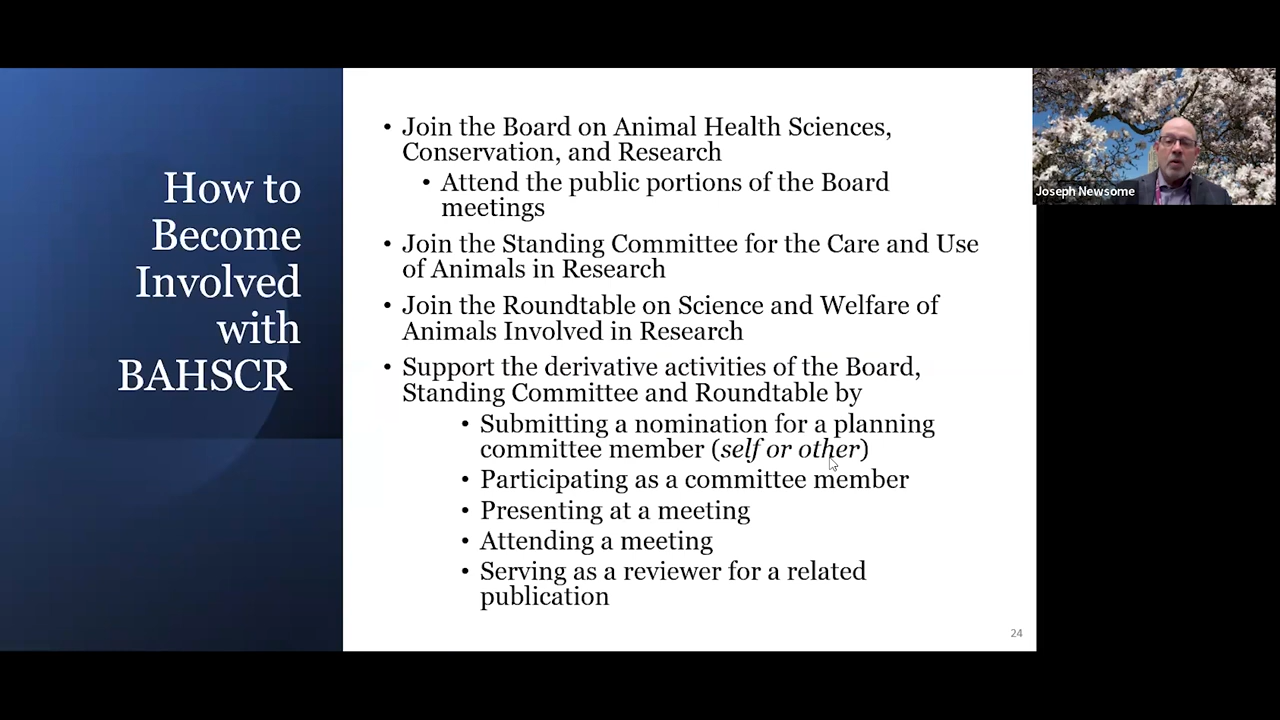 How to
Become
Involved
with
BAHSCR
• Join the Board on Animal Health Sciences,
Conservation, and Research
• Attend the public portions of the Board
meetings
• Join the Standing Committee for the Care and Use
of Animals in Research
• Join the Roundtable on Science and Welfare of
Animals Involved in Research
• Support the derivative activities of the Board,
Standing Committee and Roundtable by
• Submitting a nomination for a planning
committee member (self or other)
• Participating as a committee member
• Presenting at a meeting
• Attending a meeting
• Serving as a reviewer for a related
publication
24
Joseph Newsome